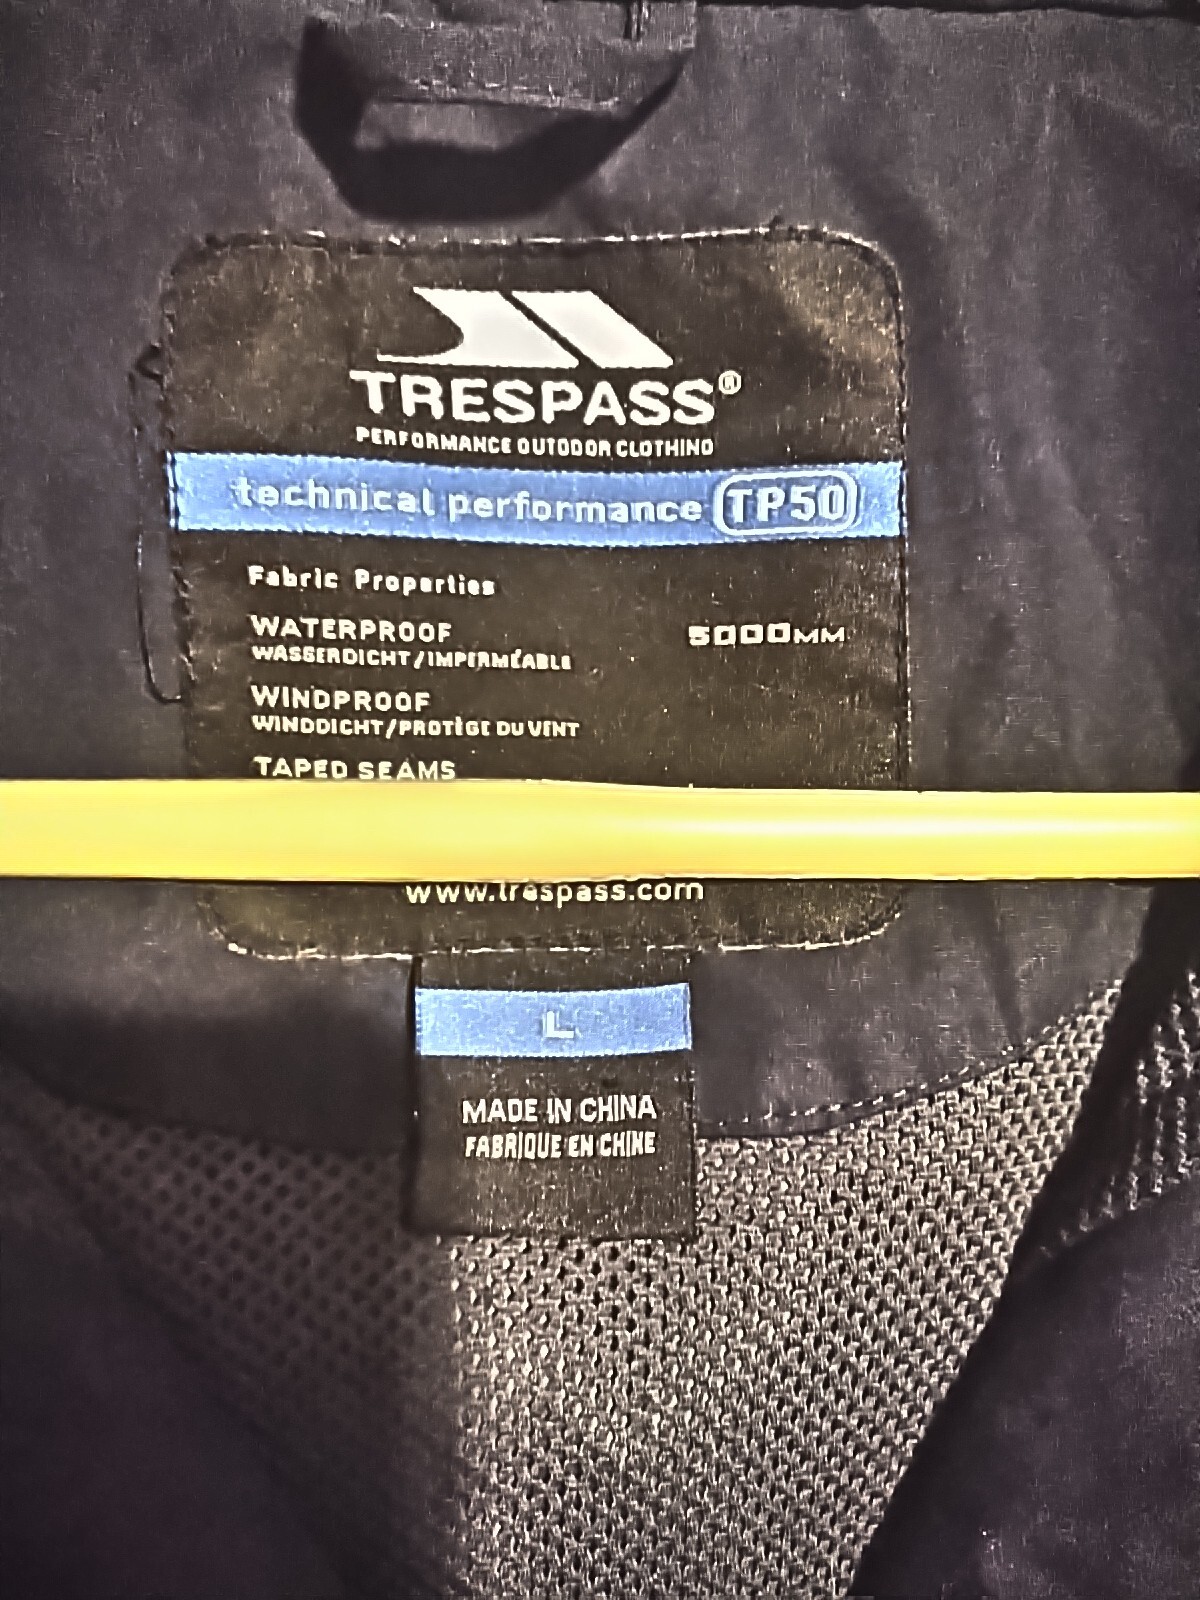 TRESPASS®
PERFORMANCE OUTDOOR CLOTHING
technical performance TP50
Fabric Properties
WATERPROOF 5000MM
WASSERDICHT/IMPERMÉABLE
WINDPROOF
WINDDICHT/PROTÈGE DU VENT
TAPED SEAMS
www.trespass.com
L
MADE IN CHINA
FABRIQUE EN CHINE